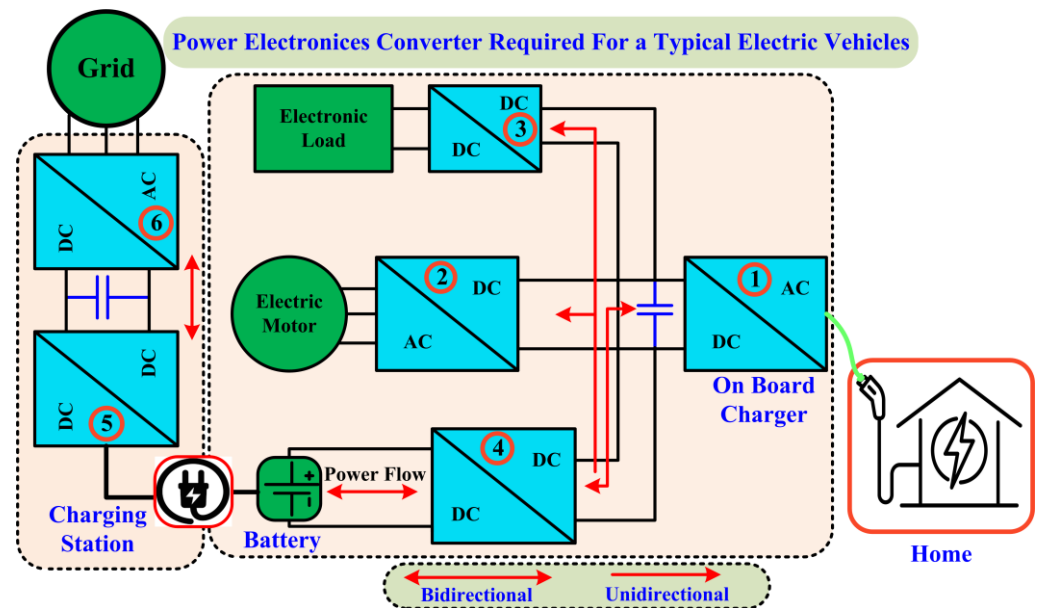 Power Electronices Converter Required For a Typical Electric Vehicles
Grid
Electronic
Load
DC
DC
3
AC
DC
6
Electric
Motor
2
DC
AC
1
AC
DC
On Board
Charger
DC
DC
5
4
DC
DC
Power Flow
+
-
Charging
Station
Battery
Home
Bidirectional
Unidirectional